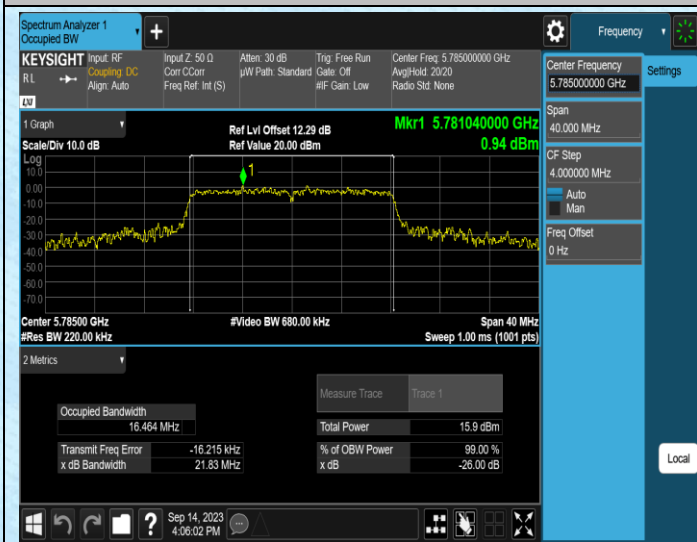 Spectrum Analyzer 1
Occupied BW
+
Frequency
KEYSIGHT
RL
LXI
Input: RF
Coupling: DC
Align: Auto
Input Z: 50 Ω
Corr CCorr
Freq Ref: Int (S)
Atten: 30 dB
µW Path: Standard
Trig: Free Run
Gate: Off
#IF Gain: Low
Center Freq: 5.785000000 GHz
Avg|Hold: 20/20
Radio Std: None
Center Frequency
5.785000000 GHz
Settings
Span
40.000 MHz
CF Step
4.000000 MHz
Auto
Man
Freq Offset
0 Hz
1 Graph
Scale/Div 10.0 dB
Ref Lvl Offset 12.29 dB
Ref Value 20.00 dBm
Mkr1 5.781040000 GHz
0.94 dBm
Log
10.0
0.00
-10.0
-20.0
-30.0
-40.0
-50.0
-60.0
-70.0
1
Center 5.78500 GHz
#Res BW 220.00 kHz
#Video BW 680.00 kHz
Span 40 MHz
Sweep 1.00 ms (1001 pts)
2 Metrics
Measure Trace
Trace 1
Occupied Bandwidth
16.464 MHz
Total Power
15.9 dBm
Transmit Freq Error
-16.215 kHz
% of OBW Power
99.00 %
x dB Bandwidth
21.83 MHz
x dB
-26.00 dB
Local
?
Sep 14, 2023
4:06:02 PM